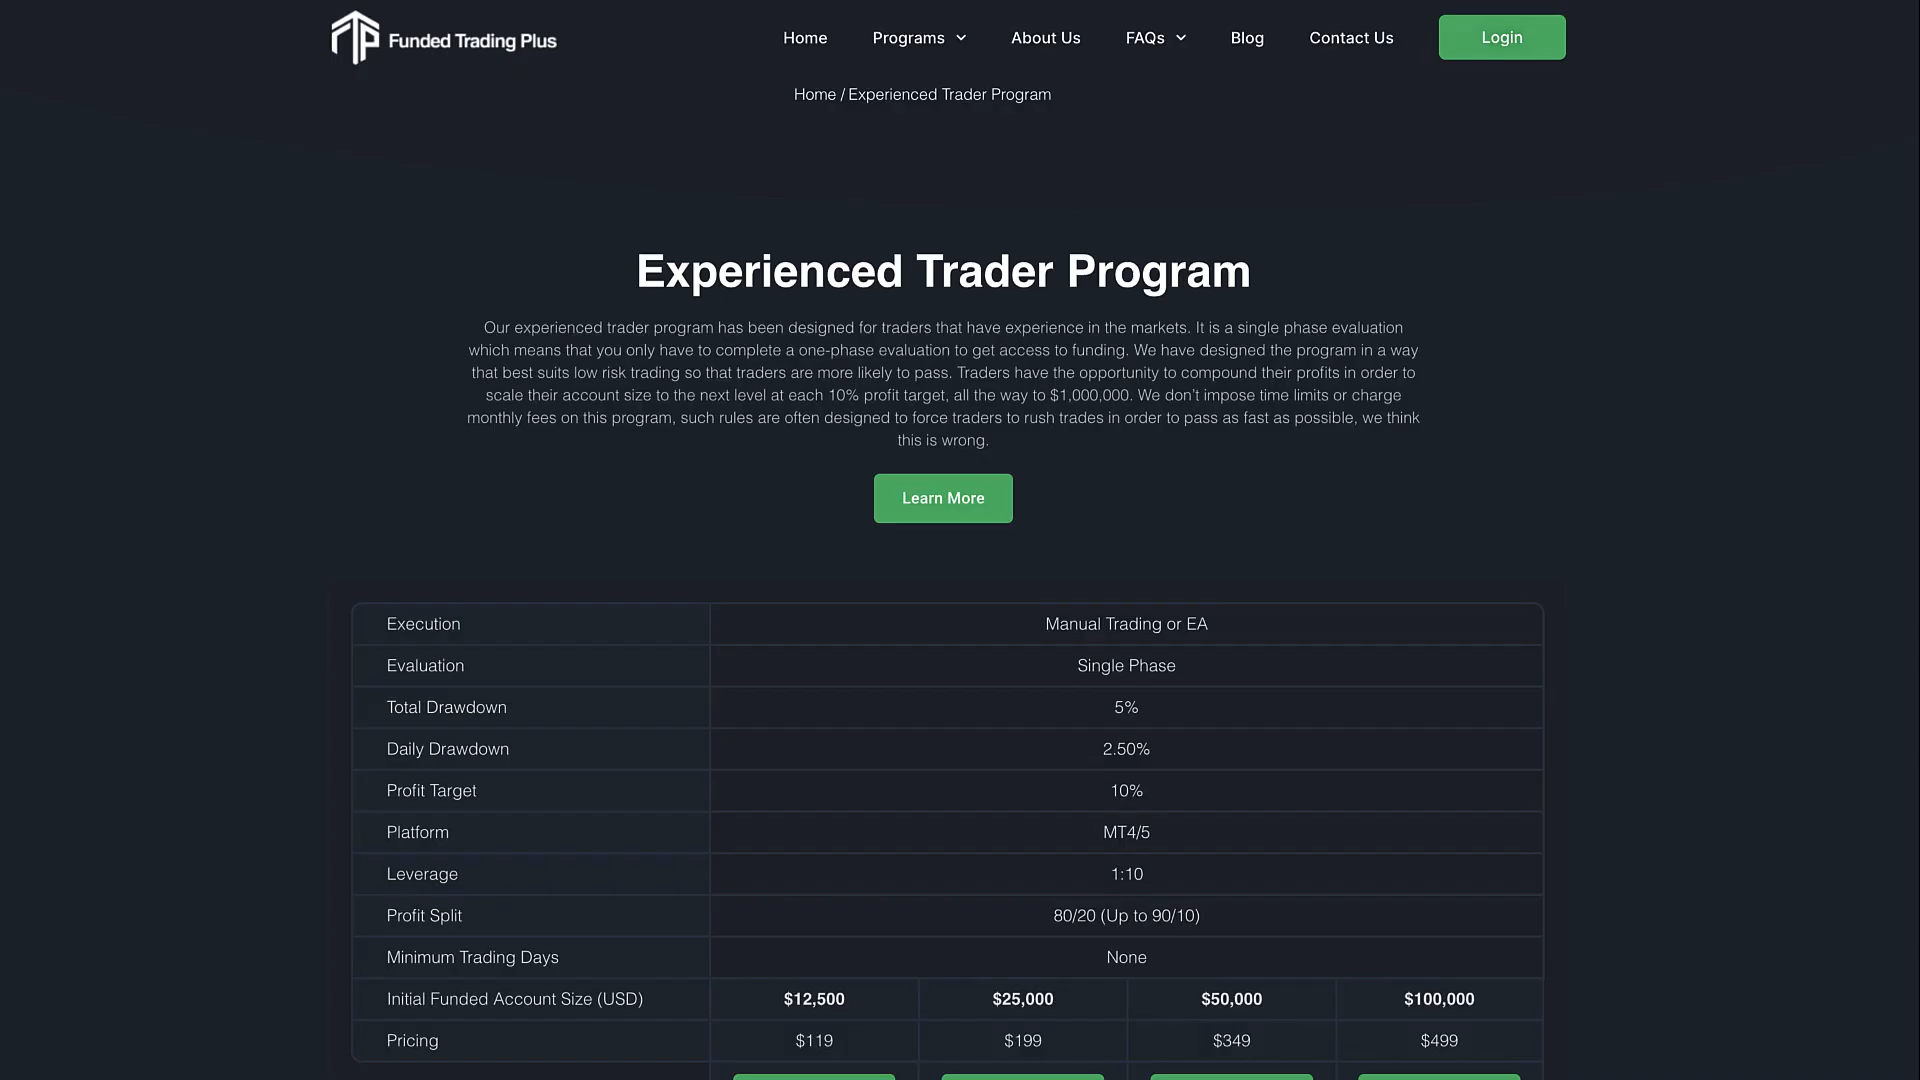 Funded Trading Plus
Home Programs About Us FAQs Blog Contact Us Login
Home / Experienced Trader Program
Experienced Trader Program
Our experienced trader program has been designed for traders that have experience in the markets. It is a single phase evaluation
which means that you only have to complete a one-phase evaluation to get access to funding. We have designed the program in a way
that best suits low risk trading so that traders are more likely to pass. Traders have the opportunity to compound their profits in order to
scale their account size to the next level at each 10% profit target, all the way to $1,000,000. We don’t impose time limits or charge
monthly fees on this program, such rules are often designed to force traders to rush trades in order to pass as fast as possible, we think
this is wrong.
Learn More
Execution Manual Trading or EA
Evaluation Single Phase
Total Drawdown 5%
Daily Drawdown 2.50%
Profit Target 10%
Platform MT4/5
Leverage 1:10
Profit Split 80/20 (Up to 90/10)
Minimum Trading Days None
Initial Funded Account Size (USD) $12,500 $25,000 $50,000 $100,000
Pricing $119 $199 $349 $499